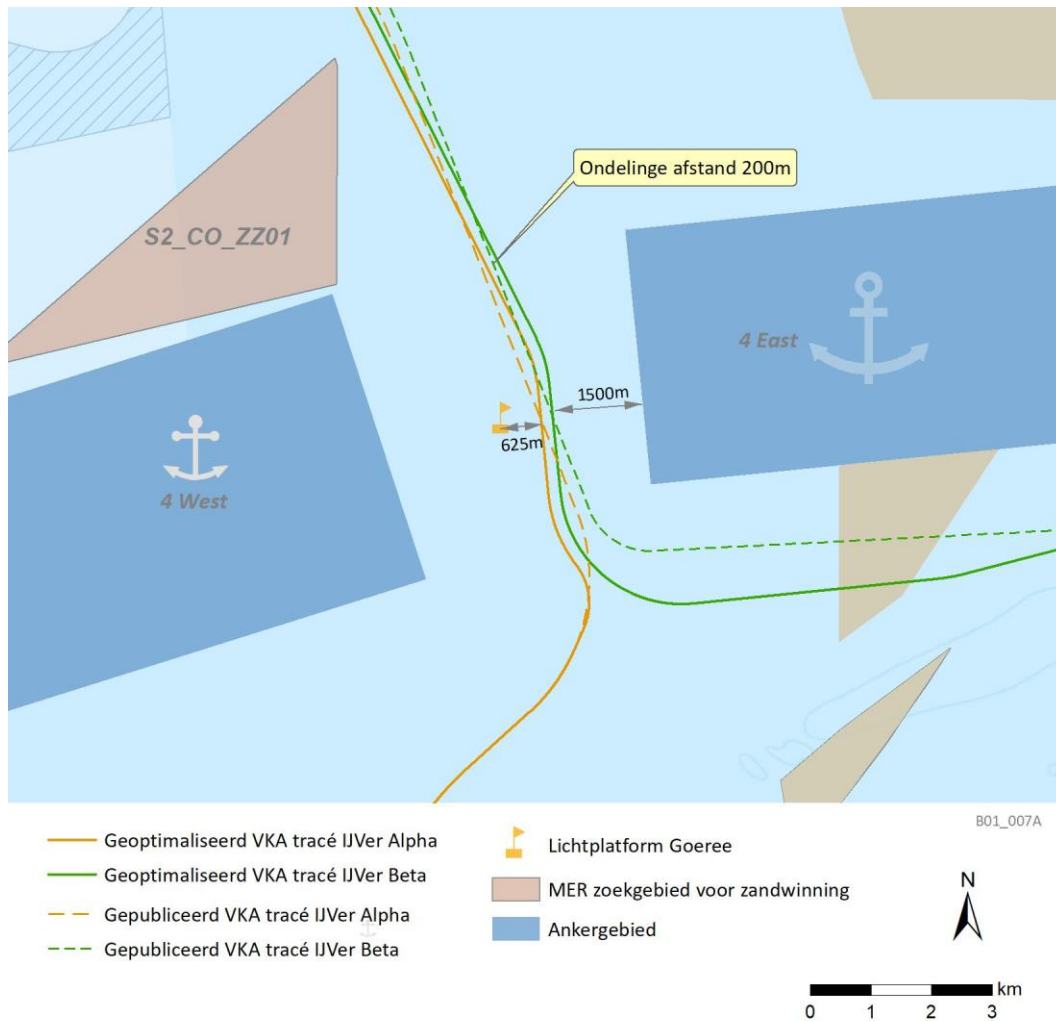 Ondelinge afstand 200m
S2_CO_ZZ01
4 East
1500m
625m
4 West
B01_007A
Geoptimaliseerd VKA tracé IJVer Alpha
Geoptimaliseerd VKA tracé IJVer Beta
Gepubliceerd VKA tracé IJVer Alpha
Gepubliceerd VKA tracé IJVer Beta
Lichtplatform Goeree
MER zoekgebied voor zandwinning
Ankergebied
N
km
0 1 2 3